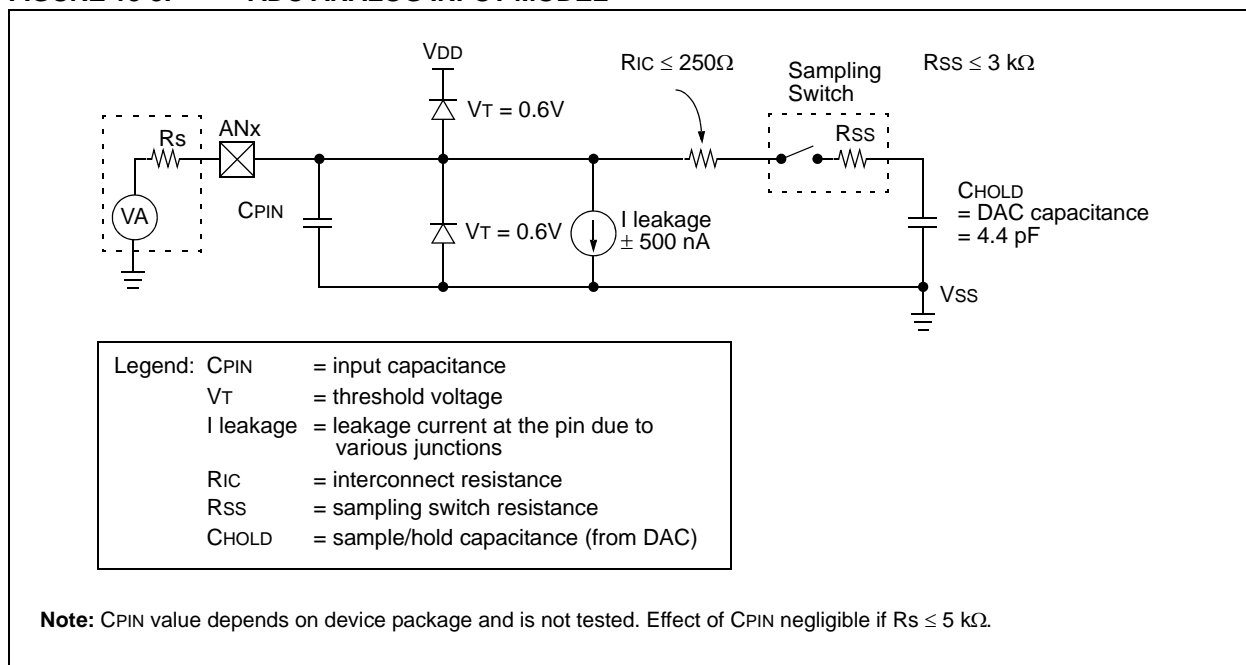 VDD
RIC ≤ 250Ω
Sampling
Switch
RSS ≤ 3 kΩ
VT = 0.6V
Rs
ANx
RSS
CPIN
VA
VT = 0.6V
I leakage
± 500 nA
CHOLD
= DAC capacitance
= 4.4 pF
VSS
Legend: CPIN = input capacitance
VT = threshold voltage
I leakage = leakage current at the pin due to
various junctions
RIC = interconnect resistance
RSS = sampling switch resistance
CHOLD = sample/hold capacitance (from DAC)
Note: CPIN value depends on device package and is not tested. Effect of CPIN negligible if Rs ≤ 5 kΩ.